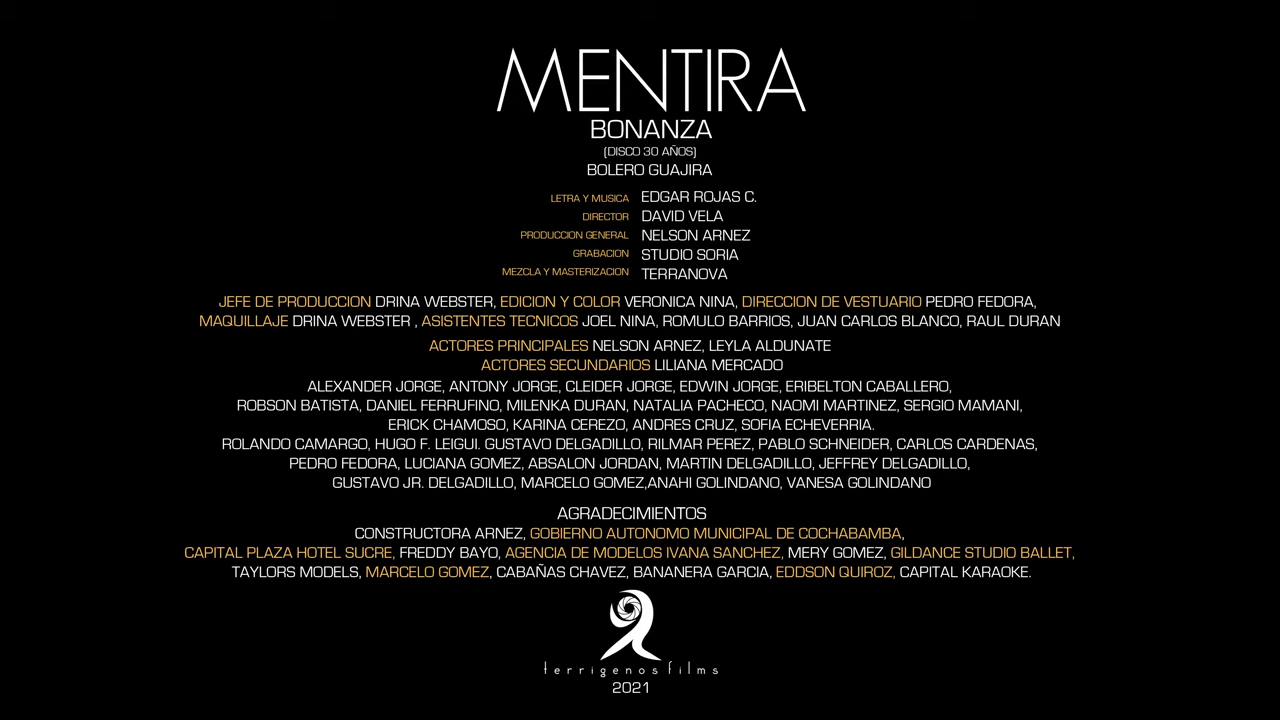 MENTIRA
BONANZA
(DISCO 30 AÑOS)
BOLERO GUAJIRA
LETRA Y MUSICA EDGAR ROJAS C.
DIRECTOR DAVID VELA
PRODUCCION GENERAL NELSON ARNEZ
GRABACION STUDIO SORIA
MEZCLA Y MASTERIZACION TERRANOVA
JEFE DE PRODUCCION DRINA WEBSTER, EDICION Y COLOR VERONICA NINA, DIRECCION DE VESTUARIO PEDRO FEDORA,
MAQUILLAJE DRINA WEBSTER , ASISTENTES TECNICOS JOEL NINA, ROMULO BARRIOS, JUAN CARLOS BLANCO, RAUL DURAN
ACTORES PRINCIPALES NELSON ARNEZ, LEYLA ALDUNATE
ACTORES SECUNDARIOS LILIANA MERCADO
ALEXANDER JORGE, ANTONY JORGE, CLEIDER JORGE, EDWIN JORGE, ERIBELTON CABALLERO,
ROBSON BATISTA, DANIEL FERRUFINO, MILENKA DURAN, NATALIA PACHECO, NAOMI MARTINEZ, SERGIO MAMANI,
ERICK CHAMOSO, KARINA CEREZO, ANDRES CRUZ, SOFIA ECHEVERRIA.
ROLANDO CAMARGO, HUGO F. LEIGUI. GUSTAVO DELGADILLO, RILMAR PEREZ, PABLO SCHNEIDER, CARLOS CARDENAS,
PEDRO FEDORA, LUCIANA GOMEZ, ABSALON JORDAN, MARTIN DELGADILLO, JEFFREY DELGADILLO,
GUSTAVO JR. DELGADILLO, MARCELO GOMEZ,ANAHI GOLINDANO, VANESA GOLINDANO
AGRADECIMIENTOS
CONSTRUCTORA ARNEZ, GOBIERNO AUTONOMO MUNICIPAL DE COCHABAMBA,
CAPITAL PLAZA HOTEL SUCRE, FREDDY BAYO, AGENCIA DE MODELOS IVANA SANCHEZ, MERY GOMEZ, GILDANCE STUDIO BALLET,
TAYLORS MODELS, MARCELO GOMEZ, CABAÑAS CHAVEZ, BANANERA GARCIA, EDDSON QUIROZ, CAPITAL KARAOKE.
terrigenosfilms
2021